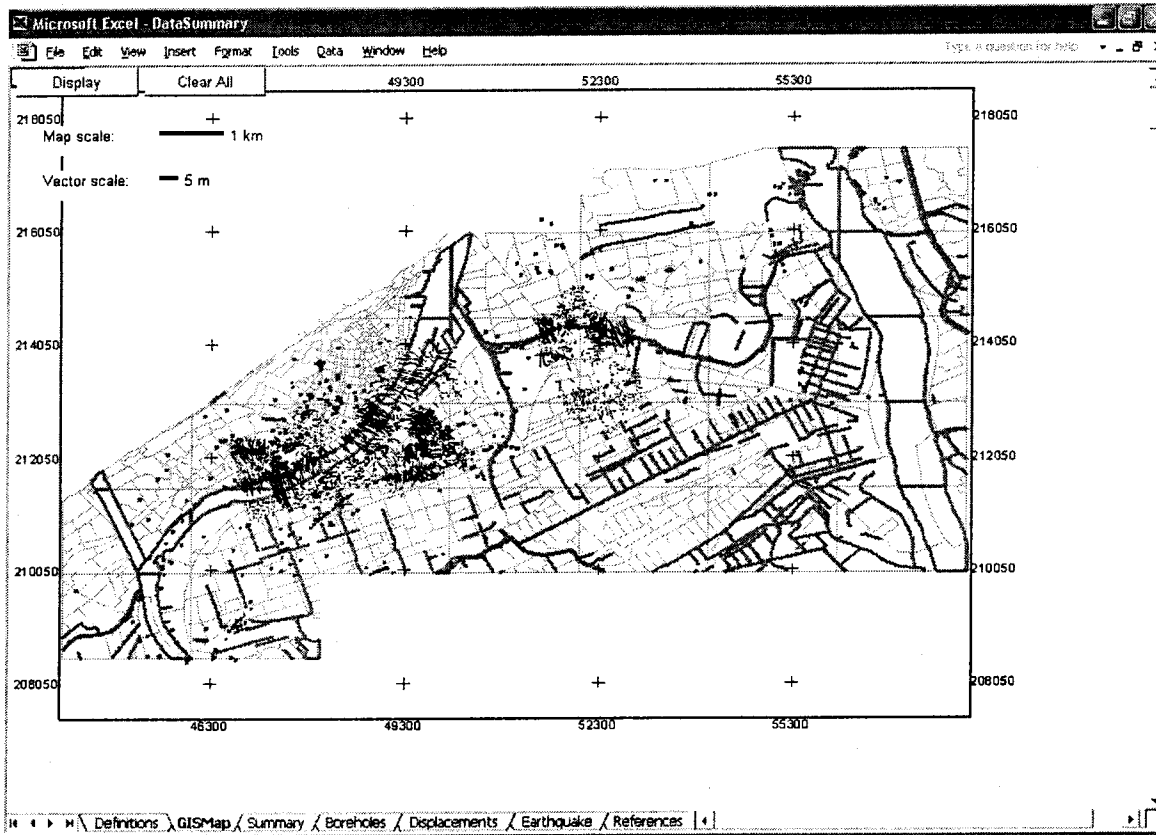 Microsoft Excel - DataSummary
File Edit View Insert Format Tools Data Window Help Type a question for help
Display Clear All 49300 52300 55300
218050 218050
Map scale: 1 km
Vector scale: 5 m
216050 216050
214050 214050
212050 212050
210050 210050
208050 208050
46300 49300 52300 55300
Definitions GISMap Summary Boreholes Displacements Earthquake References